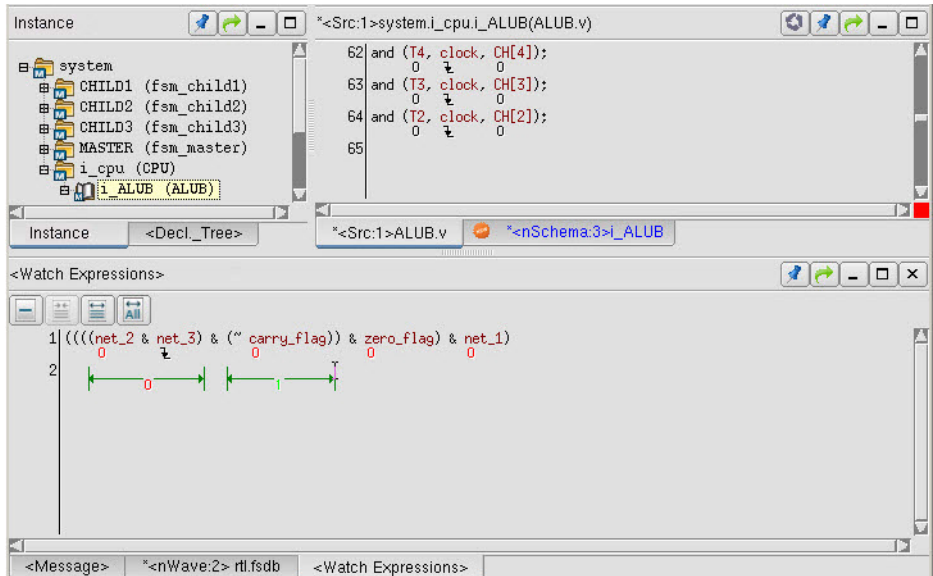 Instance
system
CHILD1 (fsm_child1)
CHILD2 (fsm_child2)
CHILD3 (fsm_child3)
MASTER (fsm_master)
i_cpu (CPU)
i_ALUB (ALUB)
Instance
<Decl._Tree>
*<Src:1>system.i_cpu.i_ALUB(ALUB.v)
62 and (T4, clock, CH[4]);
0 0
63 and (T3, clock, CH[3]);
0 0
64 and (T2, clock, CH[2]);
0 0
65
*<Src:1>ALUB.v
*<nSchema:3>i_ALUB
<Watch Expressions>
All
1 ((((net_2 & net_3) & (~ carry_flag)) & zero_flag) & net_1)
0 0 0 0
2
0 1
<Message>
*<nWave:2> rtl.fsdb
<Watch Expressions>